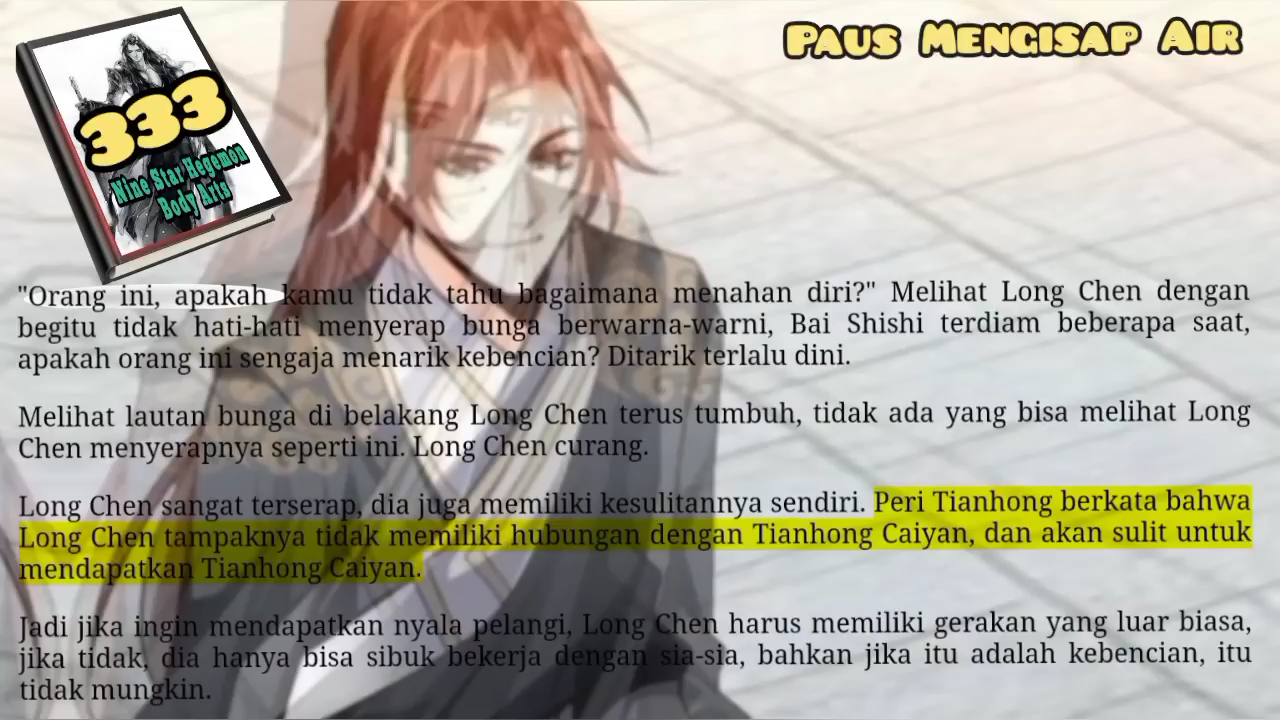 Paus Mengisap Air
333
Nine Star Hegemon
Body Arts
"Orang ini, apakah kamu tidak tahu bagaimana menahan diri?" Melihat Long Chen dengan
begitu tidak hati-hati menyerap bunga berwarna-warni, Bai Shishi terdiam beberapa saat,
apakah orang ini sengaja menarik kebencian? Ditarik terlalu dini.
Melihat lautan bunga di belakang Long Chen terus tumbuh, tidak ada yang bisa melihat Long
Chen menyerapnya seperti ini. Long Chen curang.
Long Chen sangat terserap, dia juga memiliki kesulitannya sendiri. Peri Tianhong berkata bahwa
Long Chen tampaknya tidak memiliki hubungan dengan Tianhong Caiyan, dan akan sulit untuk
mendapatkan Tianhong Caiyan.
Jadi jika ingin mendapatkan nyala pelangi, Long Chen harus memiliki gerakan yang luar biasa,
jika tidak, dia hanya bisa sibuk bekerja dengan sia-sia, bahkan jika itu adalah kebencian, itu
tidak mungkin.